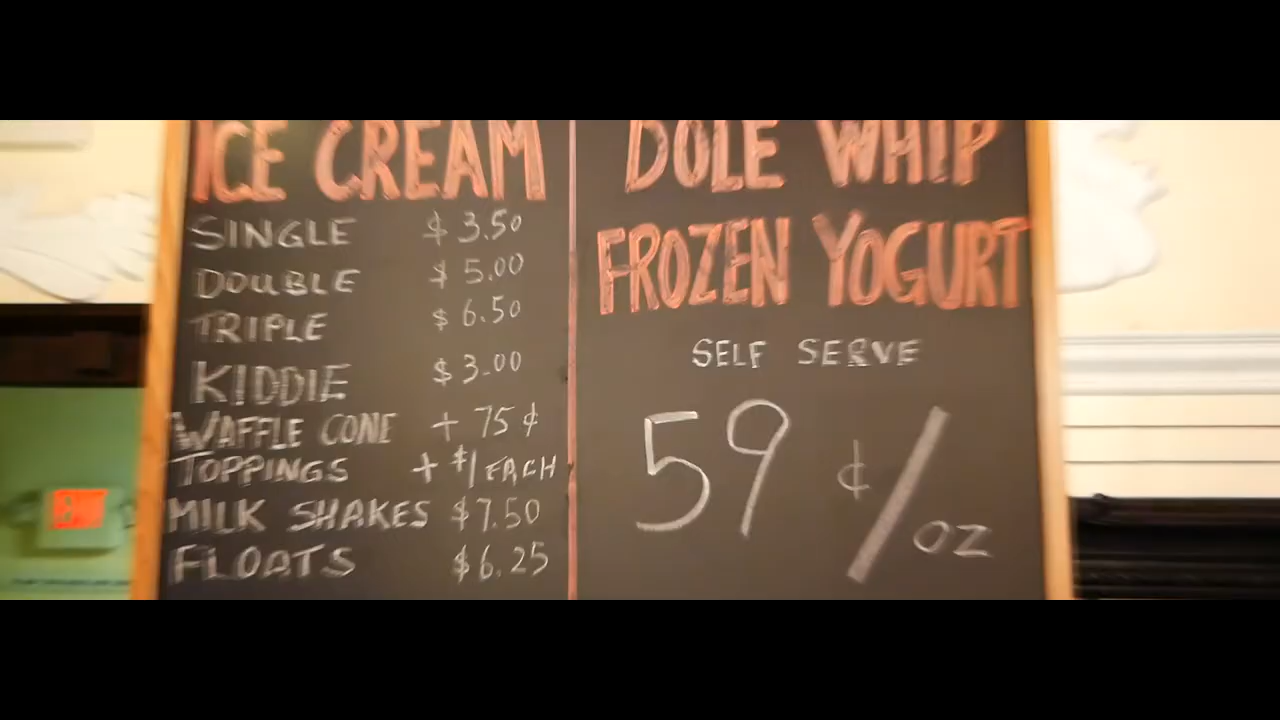 ICE CREAM
SINGLE $3.50
DOUBLE $5.00
TRIPLE $6.50
KIDDIE $3.00
WAFFLE CONE + 75¢
TOPPINGS + $1/EACH
MILK SHAKES $7.50
FLOATS $6.25
DOLE WHIP
FROZEN YOGURT
SELF SERVE
59¢/oz